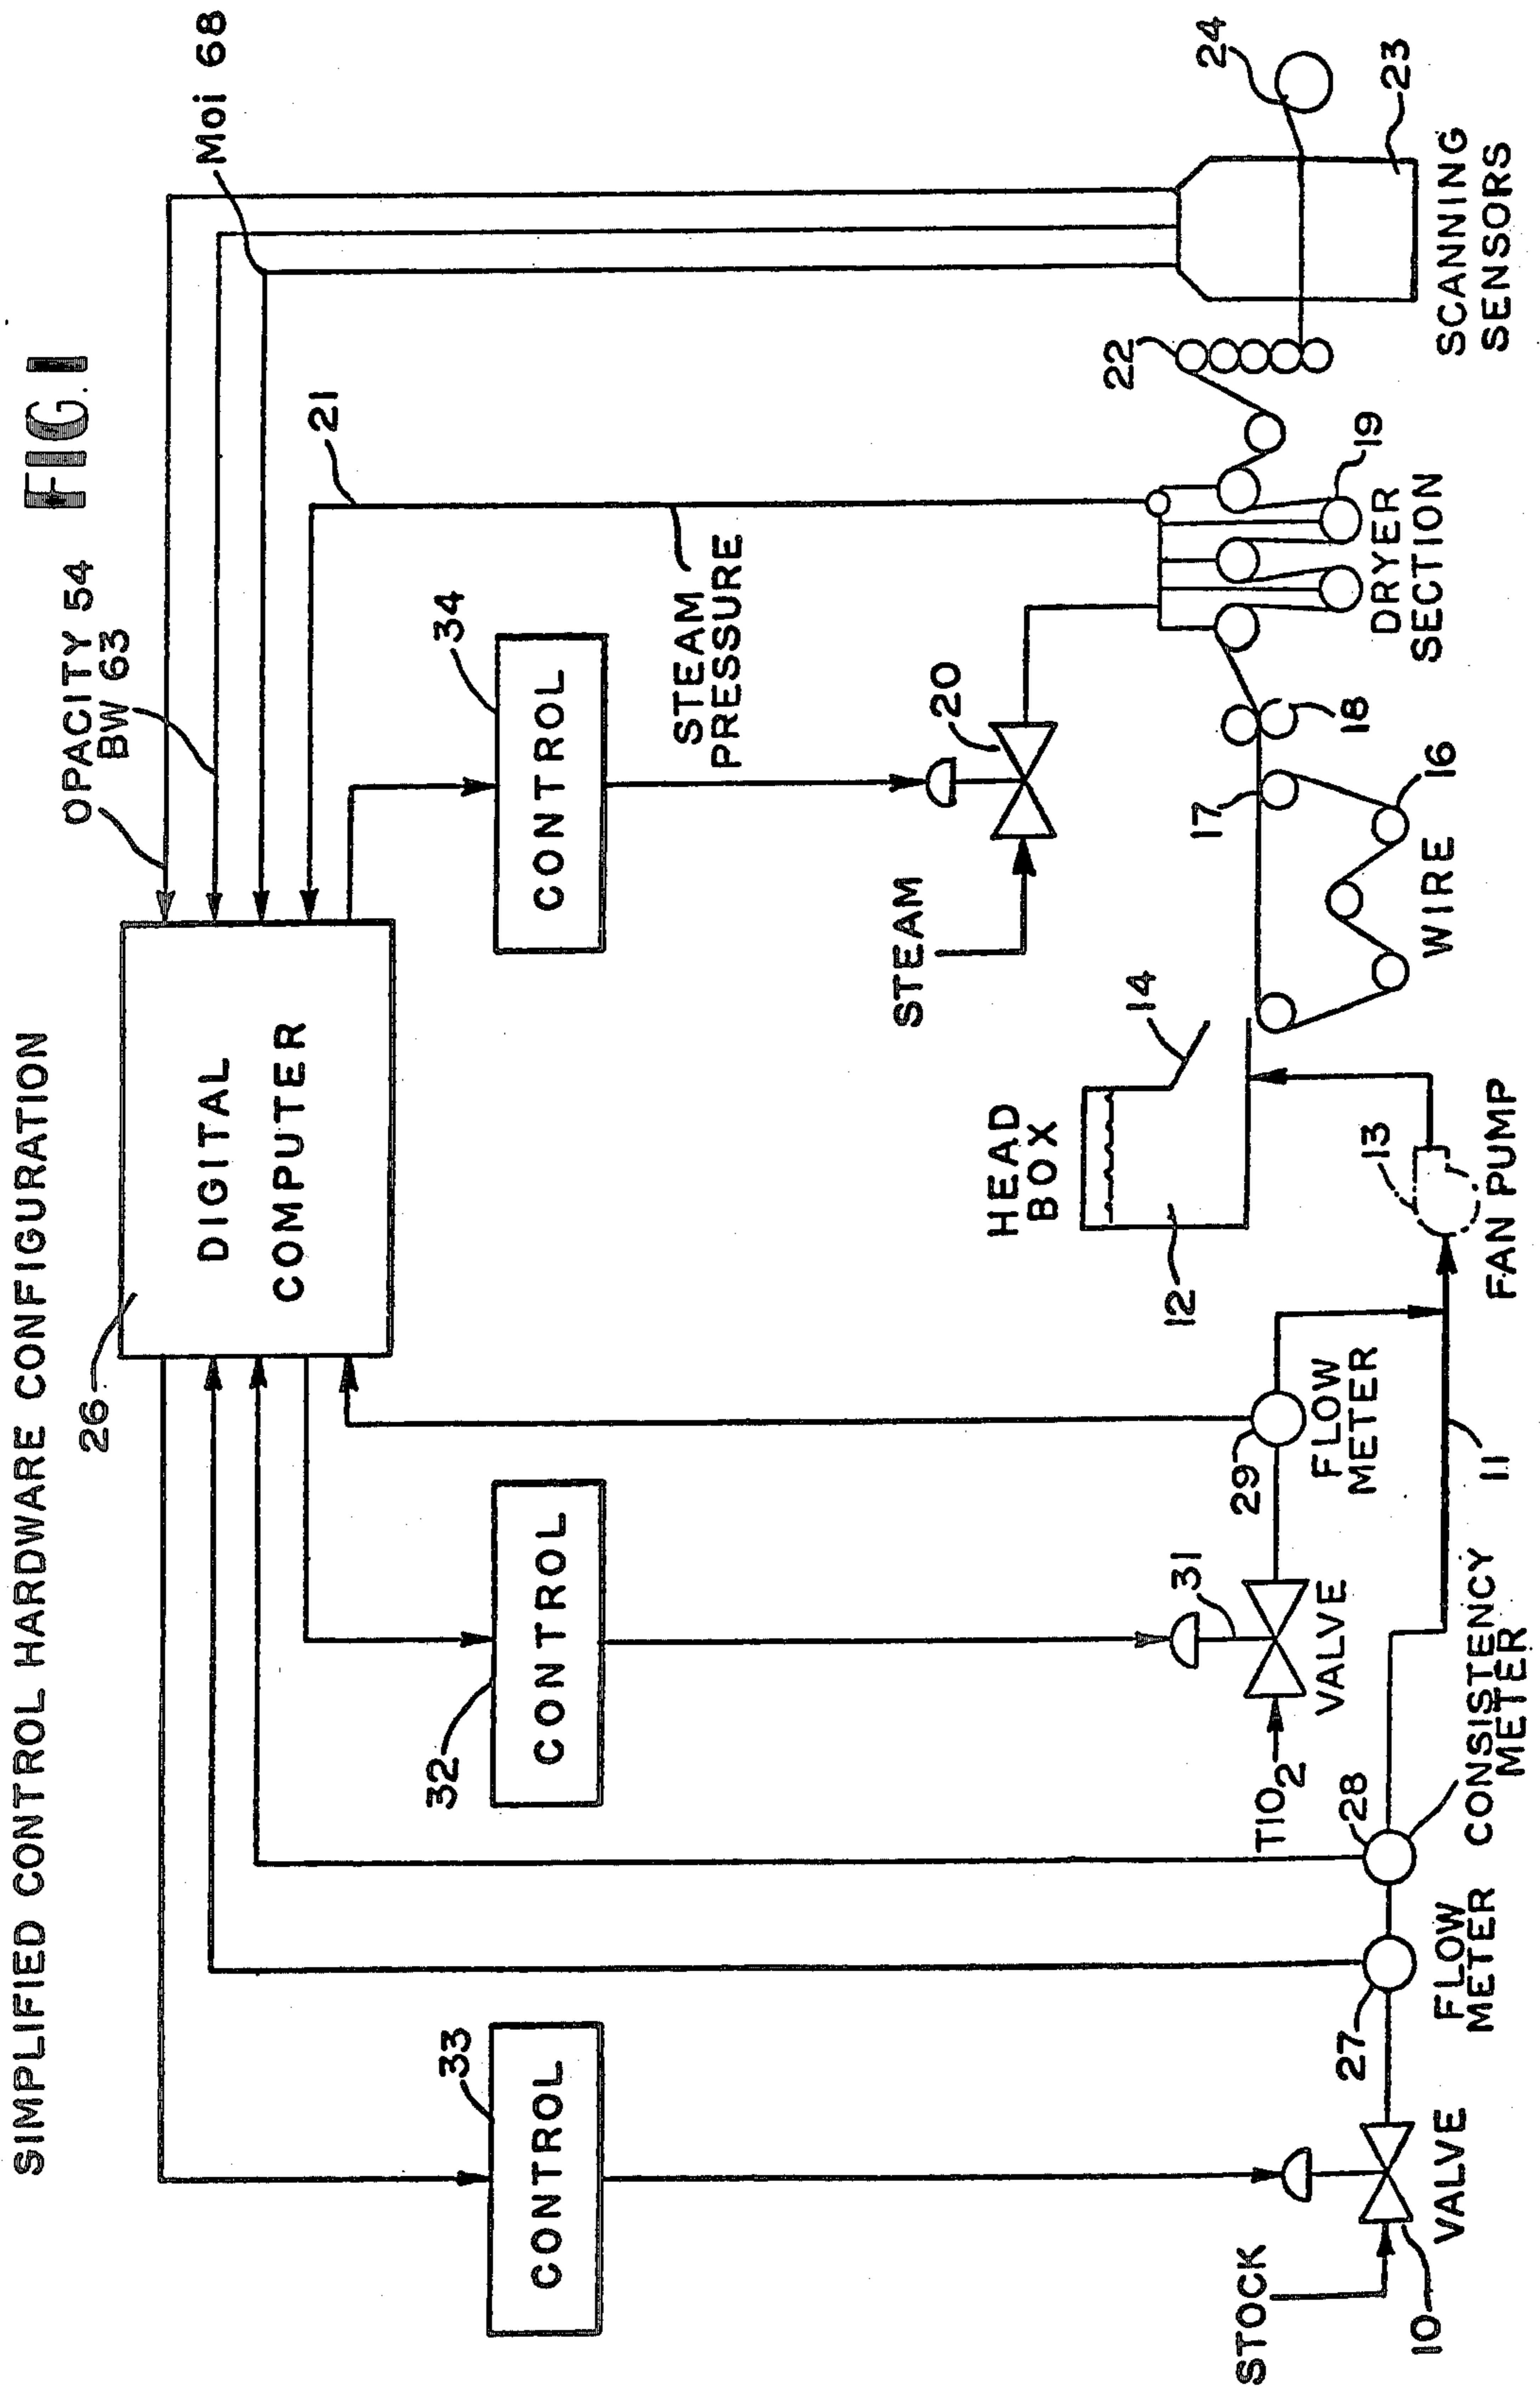 SIMPLIFIED CONTROL HARDWARE CONFIGURATION
FIG. 1
OPACITY 54
BW 63
Moi 68
26
DIGITAL
COMPUTER
21
33
CONTROL
32
CONTROL
34
CONTROL
STEAM
PRESSURE
STEAM
20
HEAD
BOX
14
12
22
24
STOCK
10
VALVE
27
FLOW
METER
28
CONSISTENCY
METER
TIO2
31
VALVE
29
FLOW
METER
11
13
FAN PUMP
17
16
WIRE
18
19
DRYER
SECTION
23
SCANNING
SENSORS